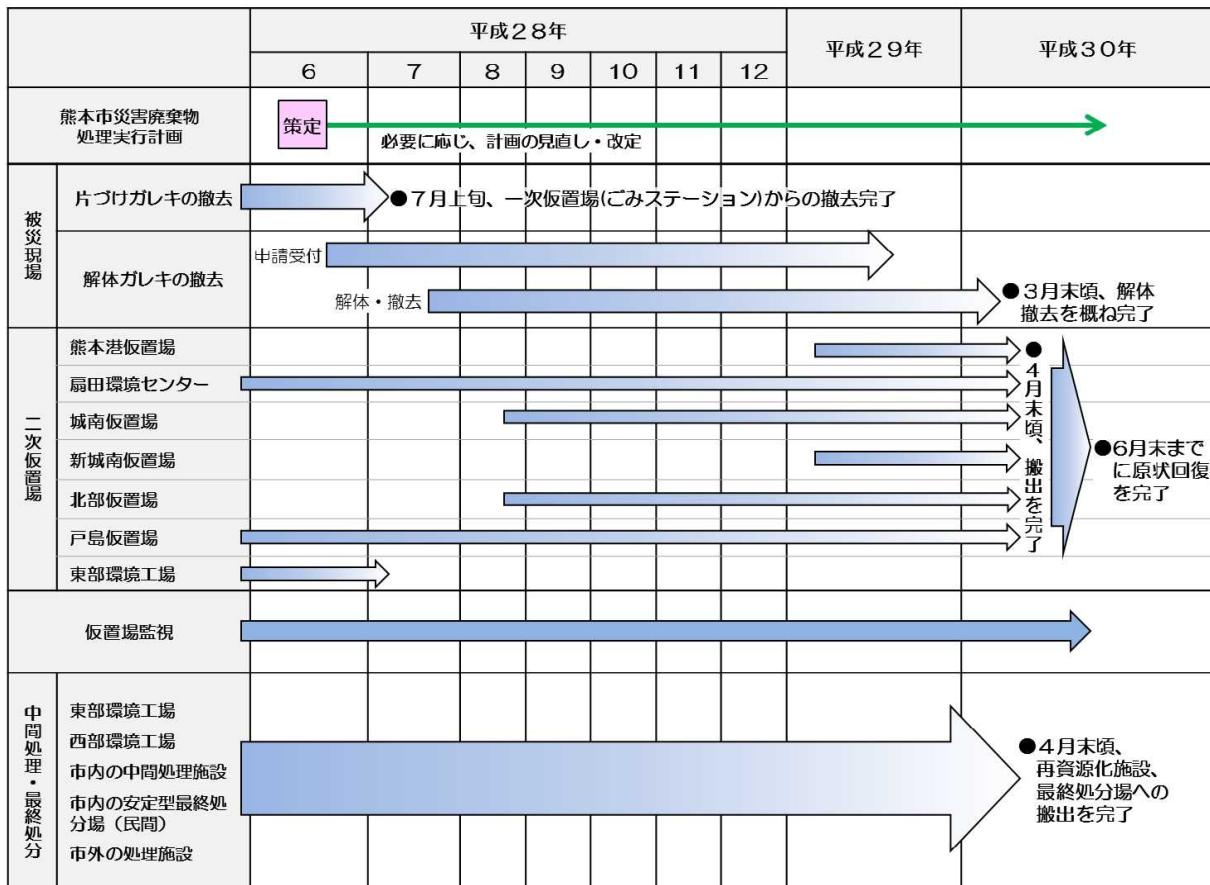 平成28年
平成29年
平成30年
6
7
8
9
10
11
12
熊本市災害廃棄物
処理実行計画
策定
必要に応じ、計画の見直し・改定
被災現場
片づけガレキの撤去
●7月上旬、一次仮置場(ごみステーション)からの撤去完了
解体ガレキの撤去
申請受付
解体・撤去
●3月末頃、解体
撤去を概ね完了
二次仮置場
熊本港仮置場
扇田環境センター
城南仮置場
新城南仮置場
北部仮置場
戸島仮置場
東部環境工場
●4月末頃、搬出を完了
●6月末まで
に原状回復
を完了
仮置場監視
中間処理・最終処分
東部環境工場
西部環境工場
市内の中間処理施設
市内の安定型最終処
分場（民間）
市外の処理施設
●4月末頃、
再資源化施設、
最終処分場への
搬出を完了